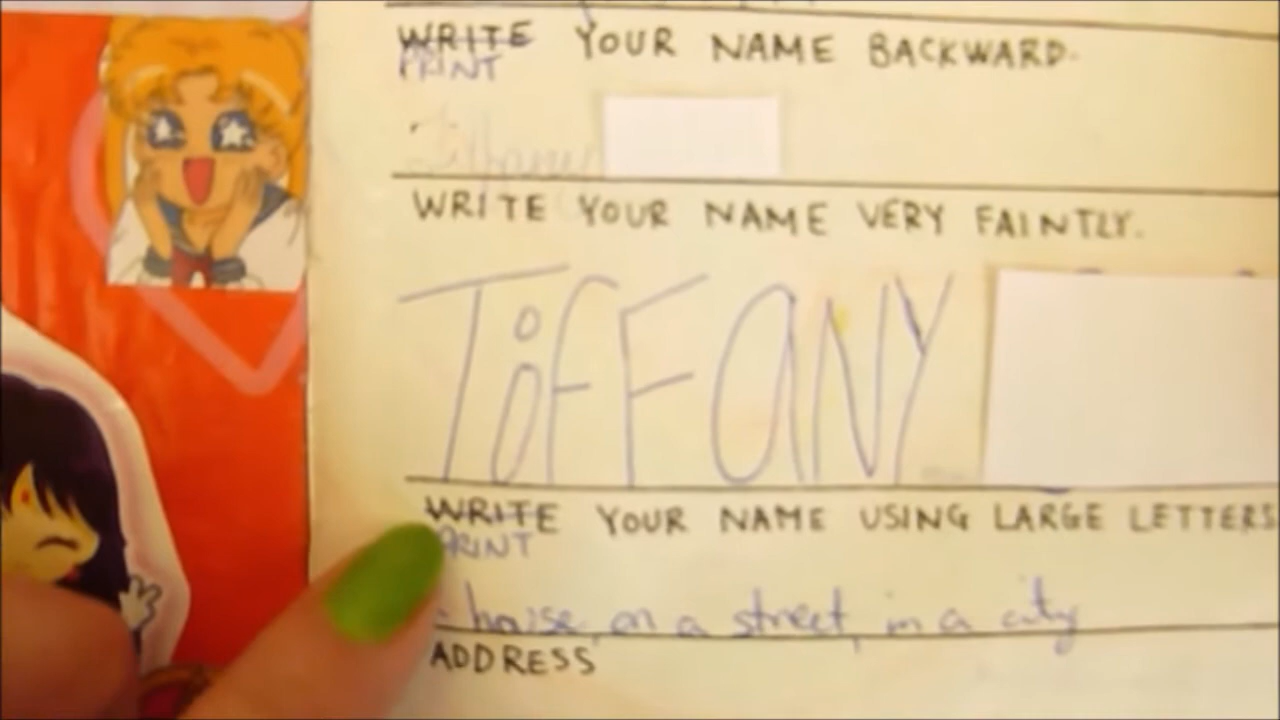 WRITE YOUR NAME BACKWARD.
PRINT
Tiffany
WRITE YOUR NAME VERY FAINTLY.
TiFFANY
WRITE YOUR NAME USING LARGE LETTERS
PRINT
house, on a street, in a city
ADDRESS